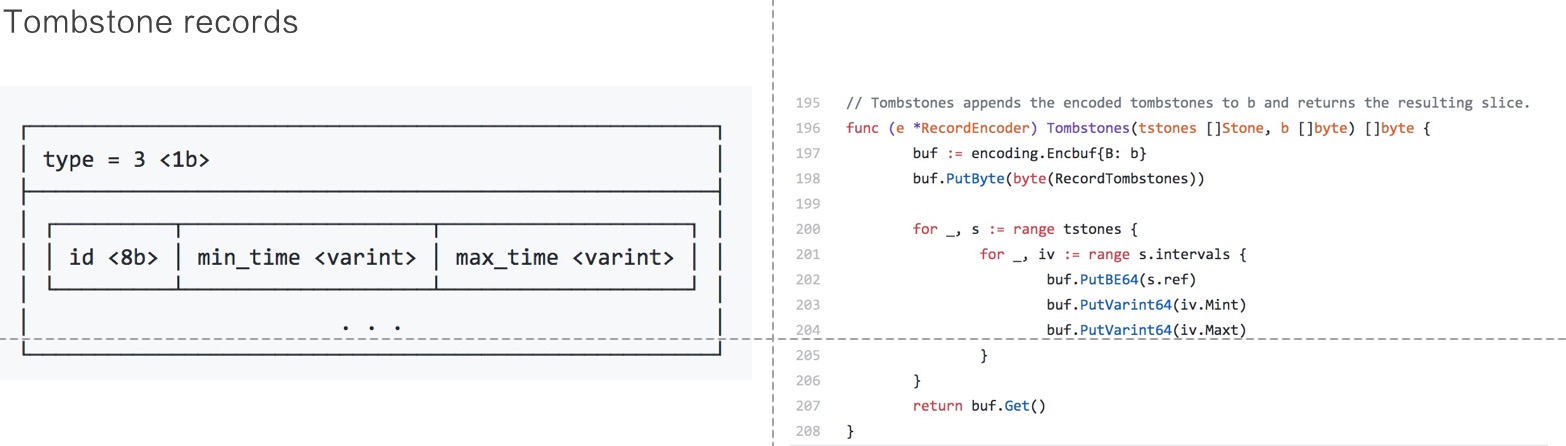 Tombstone records
type = 3 <1b>
id <8b> | min_time <varint> | max_time <varint>
. . .
195 // Tombstones appends the encoded tombstones to b and returns the resulting slice.
196 func (e *RecordEncoder) Tombstones(tstones []Stone, b []byte) []byte {
197 buf := encoding.Encbuf{B: b}
198 buf.PutByte(byte(RecordTombstones))
199
200 for _, s := range tstones {
201 for _, iv := range s.intervals {
202 buf.PutBE64(s.ref)
203 buf.PutVarint64(iv.Mint)
204 buf.PutVarint64(iv.Maxt)
205 }
206 }
207 return buf.Get()
208 }